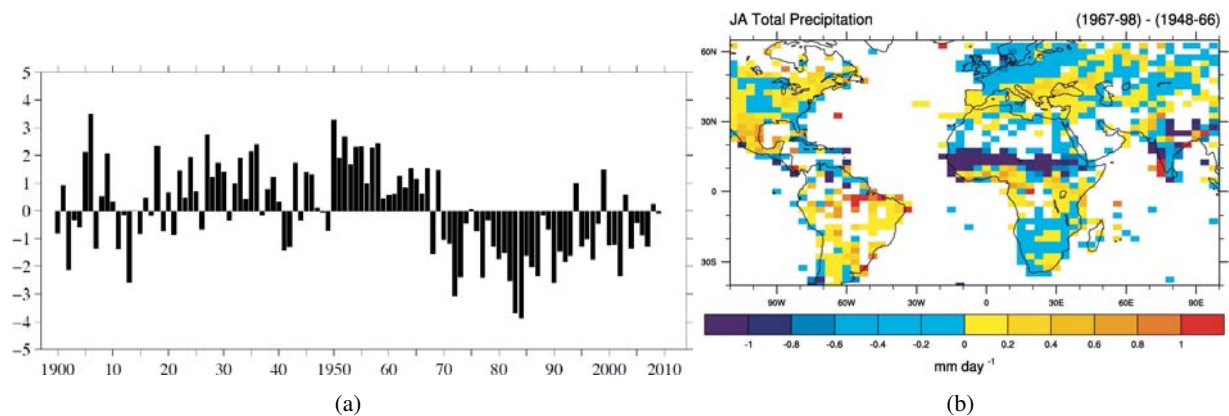 JA Total Precipitation (1967-98) - (1948-66)
5
4
3
2
1
0
−1
−2
−3
−4
−5
1900 10 20 30 40 1950 60 70 80 90 2000 2010
(a)
60N
30N
0
30S
90W 60W 30W 0 30E 60E 90E
-1 -0.8 -0.6 -0.4 -0.2 0 0.2 0.4 0.6 0.8 1
mm day -1
(b)